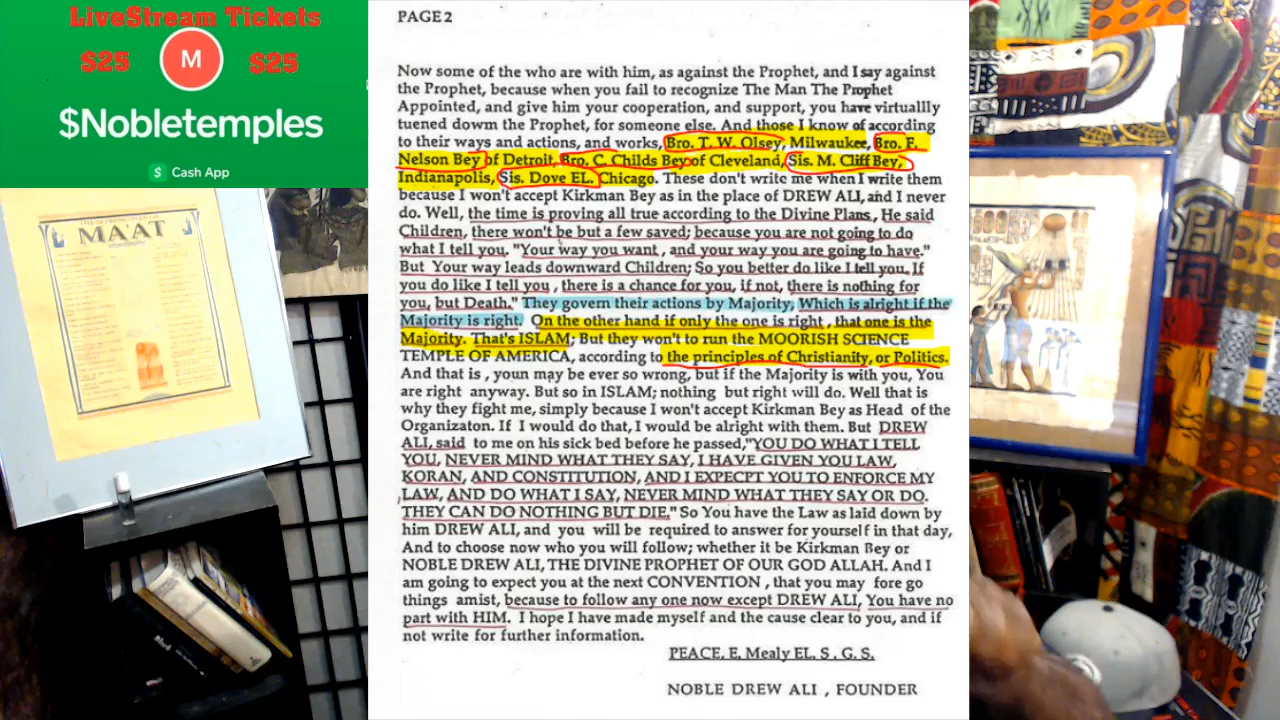 LiveStream Tickets
$25 M $25
$Nobletemples
$ Cash App
MA'AT
PAGE 2
Now some of the who are with him, as against the Prophet, and I say against
the Prophet, because when you fail to recognize The Man The Prophet
Appointed, and give him your cooperation, and support, you have virtuallly
tuened dowm the Prophet, for someone else. And those I know of according
to their ways and actions, and works, Bro. T. W. Olsey, Milwaukee, Bro. F.
Nelson Bey of Detroit, Bro. C. Childs Bey of Cleveland, Sis. M. Cliff Bey,
Indianapolis, Sis. Dove EL. Chicago. These don't write me when I write them
because I won't accept Kirkman Bey as in the place of DREW ALI, and I never
do. Well, the time is proving all true according to the Divine Plans, He said
Children, there won't be but a few saved; because you are not going to do
what I tell you. "Your way you want, and your way you are going to have."
But Your way leads downward Children; So you better do like I tell you. If
you do like I tell you, there is a chance for you, if not, there is nothing for
you, but Death." They govern their actions by Majority, Which is alright if the
Majority is right. On the other hand if only the one is right, that one is the
Majority. That's ISLAM; But they won't to run the MOORISH SCIENCE
TEMPLE OF AMERICA, according to the principles of Christianity, or Politics.
And that is, youn may be ever so wrong, but if the Majority is with you, You
are right anyway. But so in ISLAM; nothing but right will do. Well that is
why they fight me, simply because I won't accept Kirkman Bey as Head of the
Organizaton. If I would do that, I would be alright with them. But DREW
ALI, said to me on his sick bed before he passed,"YOU DO WHAT I TELL
YOU, NEVER MIND WHAT THEY SAY, I HAVE GIVEN YOU LAW,
KORAN, AND CONSTITUTION, AND I EXPECPT YOU TO ENFORCE MY
LAW, AND DO WHAT I SAY, NEVER MIND WHAT THEY SAY OR DO.
THEY CAN DO NOTHING BUT DIE," So You have the Law as laid down by
him DREW ALI, and you will be required to answer for yourself in that day,
And to choose now who you will follow; whether it be Kirkman Bey or
NOBLE DREW ALI, THE DIVINE PROPHET OF OUR GOD ALLAH. And I
am going to expect you at the next CONVENTION, that you may fore go
things amist, because to follow any one now except DREW ALI, You have no
part with HIM. I hope I have made myself and the cause clear to you, and if
not write for further information.
PEACE, E, Mealy EL, S. G. S.
NOBLE DREW ALI, FOUNDER